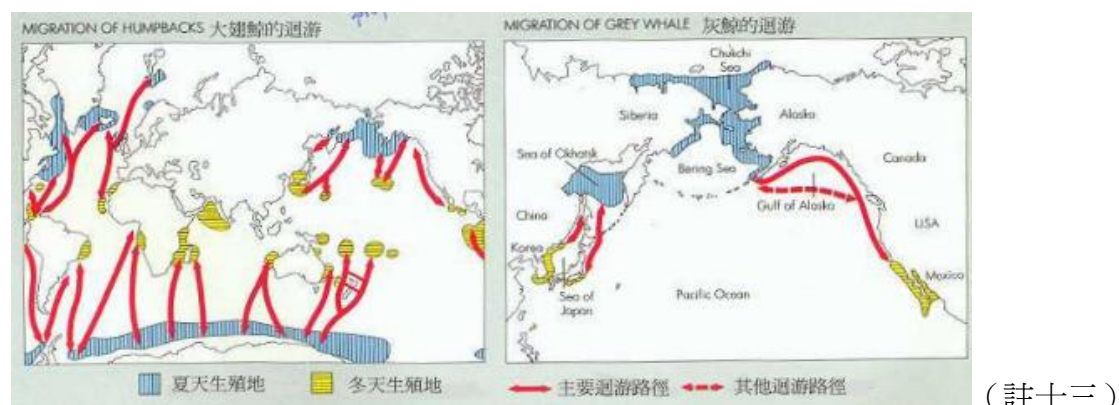 MIGRATION OF HUMPBACKS 大翅鯨的迴游
MIGRATION OF GREY WHALE 灰鯨的迴游
Chukchi
Sea
Siberia
Alaska
Sea of Okhotsk
Bering Sea
Canada
China
Gulf of Alaska
USA
Korea
Mexico
Sea of
Japan
Pacific Ocean
夏天生殖地
冬天生殖地
主要迴游路徑
其他迴游路徑
（註十三）